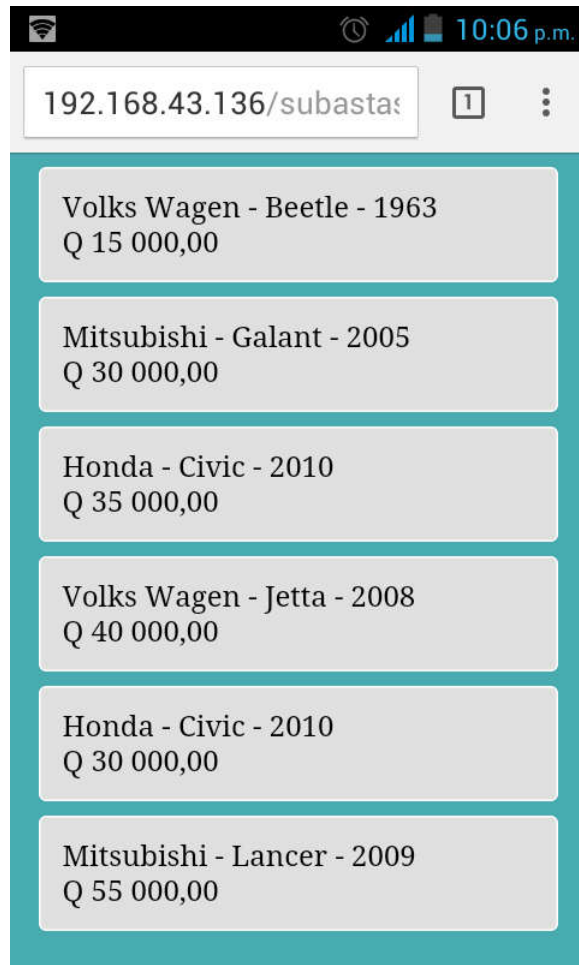 10:06 p.m.
192.168.43.136/subastas
1
Volks Wagen - Beetle - 1963
Q 15 000,00
Mitsubishi - Galant - 2005
Q 30 000,00
Honda - Civic - 2010
Q 35 000,00
Volks Wagen - Jetta - 2008
Q 40 000,00
Honda - Civic - 2010
Q 30 000,00
Mitsubishi - Lancer - 2009
Q 55 000,00